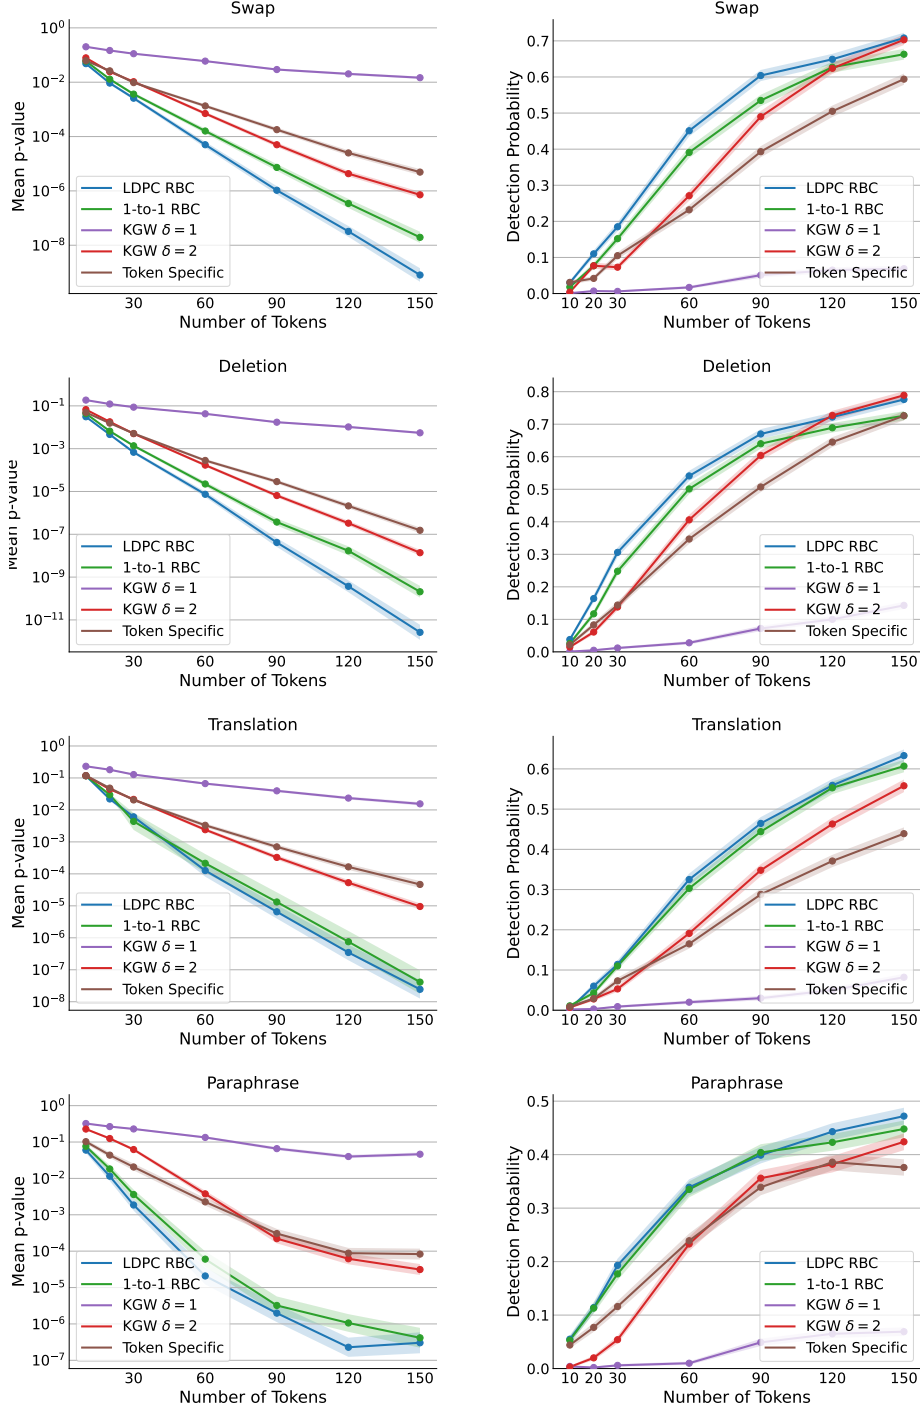 Swap
Mean p-value
10⁰
10⁻²
10⁻⁴
10⁻⁶
10⁻⁸
LDPC RBC
1-to-1 RBC
KGW δ = 1
KGW δ = 2
Token Specific
30 60 90 120 150
Number of Tokens
Swap
Detection Probability
0.7
0.6
0.5
0.4
0.3
0.2
0.1
0.0
LDPC RBC
1-to-1 RBC
KGW δ = 1
KGW δ = 2
Token Specific
10 20 30 60 90 120 150
Number of Tokens
Deletion
Mean p-value
10⁻¹
10⁻³
10⁻⁵
10⁻⁷
10⁻⁹
10⁻¹¹
LDPC RBC
1-to-1 RBC
KGW δ = 1
KGW δ = 2
Token Specific
30 60 90 120 150
Number of Tokens
Deletion
Detection Probability
0.8
0.7
0.6
0.5
0.4
0.3
0.2
0.1
0.0
LDPC RBC
1-to-1 RBC
KGW δ = 1
KGW δ = 2
Token Specific
10 20 30 60 90 120 150
Number of Tokens
Translation
Mean p-value
10⁰
10⁻¹
10⁻²
10⁻³
10⁻⁴
10⁻⁵
10⁻⁶
10⁻⁷
10⁻⁸
LDPC RBC
1-to-1 RBC
KGW δ = 1
KGW δ = 2
Token Specific
30 60 90 120 150
Number of Tokens
Translation
Detection Probability
0.6
0.5
0.4
0.3
0.2
0.1
0.0
LDPC RBC
1-to-1 RBC
KGW δ = 1
KGW δ = 2
Token Specific
10 20 30 60 90 120 150
Number of Tokens
Paraphrase
Mean p-value
10⁰
10⁻¹
10⁻²
10⁻³
10⁻⁴
10⁻⁵
10⁻⁶
10⁻⁷
LDPC RBC
1-to-1 RBC
KGW δ = 1
KGW δ = 2
Token Specific
30 60 90 120 150
Number of Tokens
Paraphrase
Detection Probability
0.5
0.4
0.3
0.2
0.1
0.0
LDPC RBC
1-to-1 RBC
KGW δ = 1
KGW δ = 2
Token Specific
10 20 30 60 90 120 150
Number of Tokens